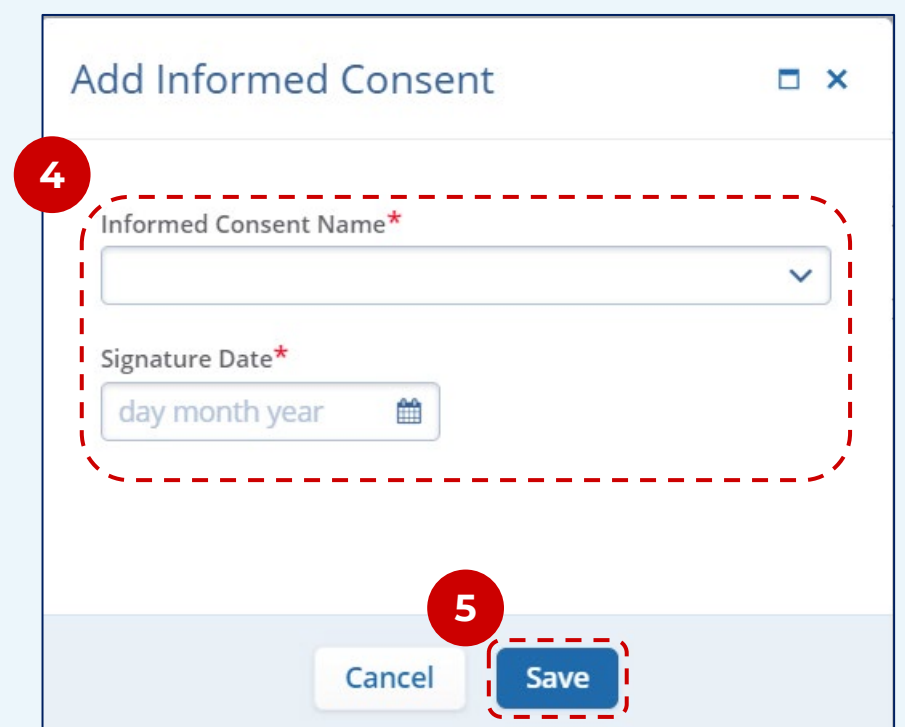 Add Informed Consent
4
Informed Consent Name*
Signature Date*
day month year
5
Cancel
Save